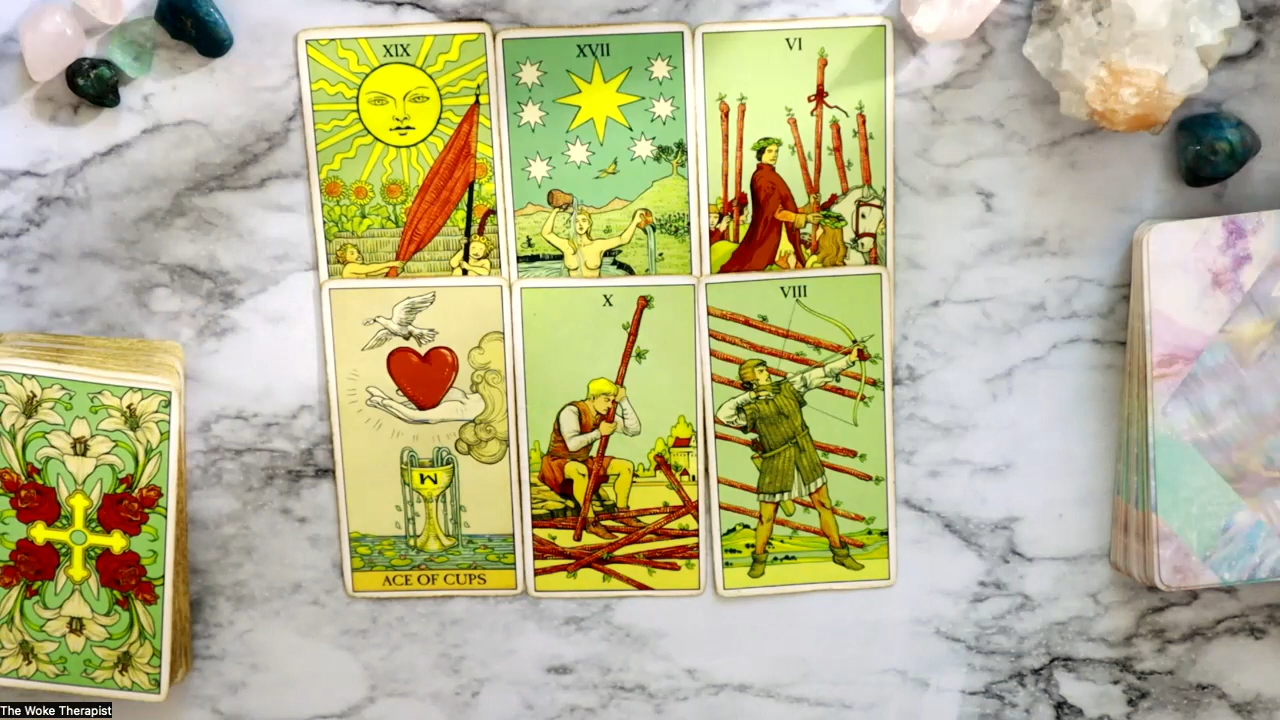 XIX
XVII
VI
X
VIII
M
ACE OF CUPS
The Woke Therapist